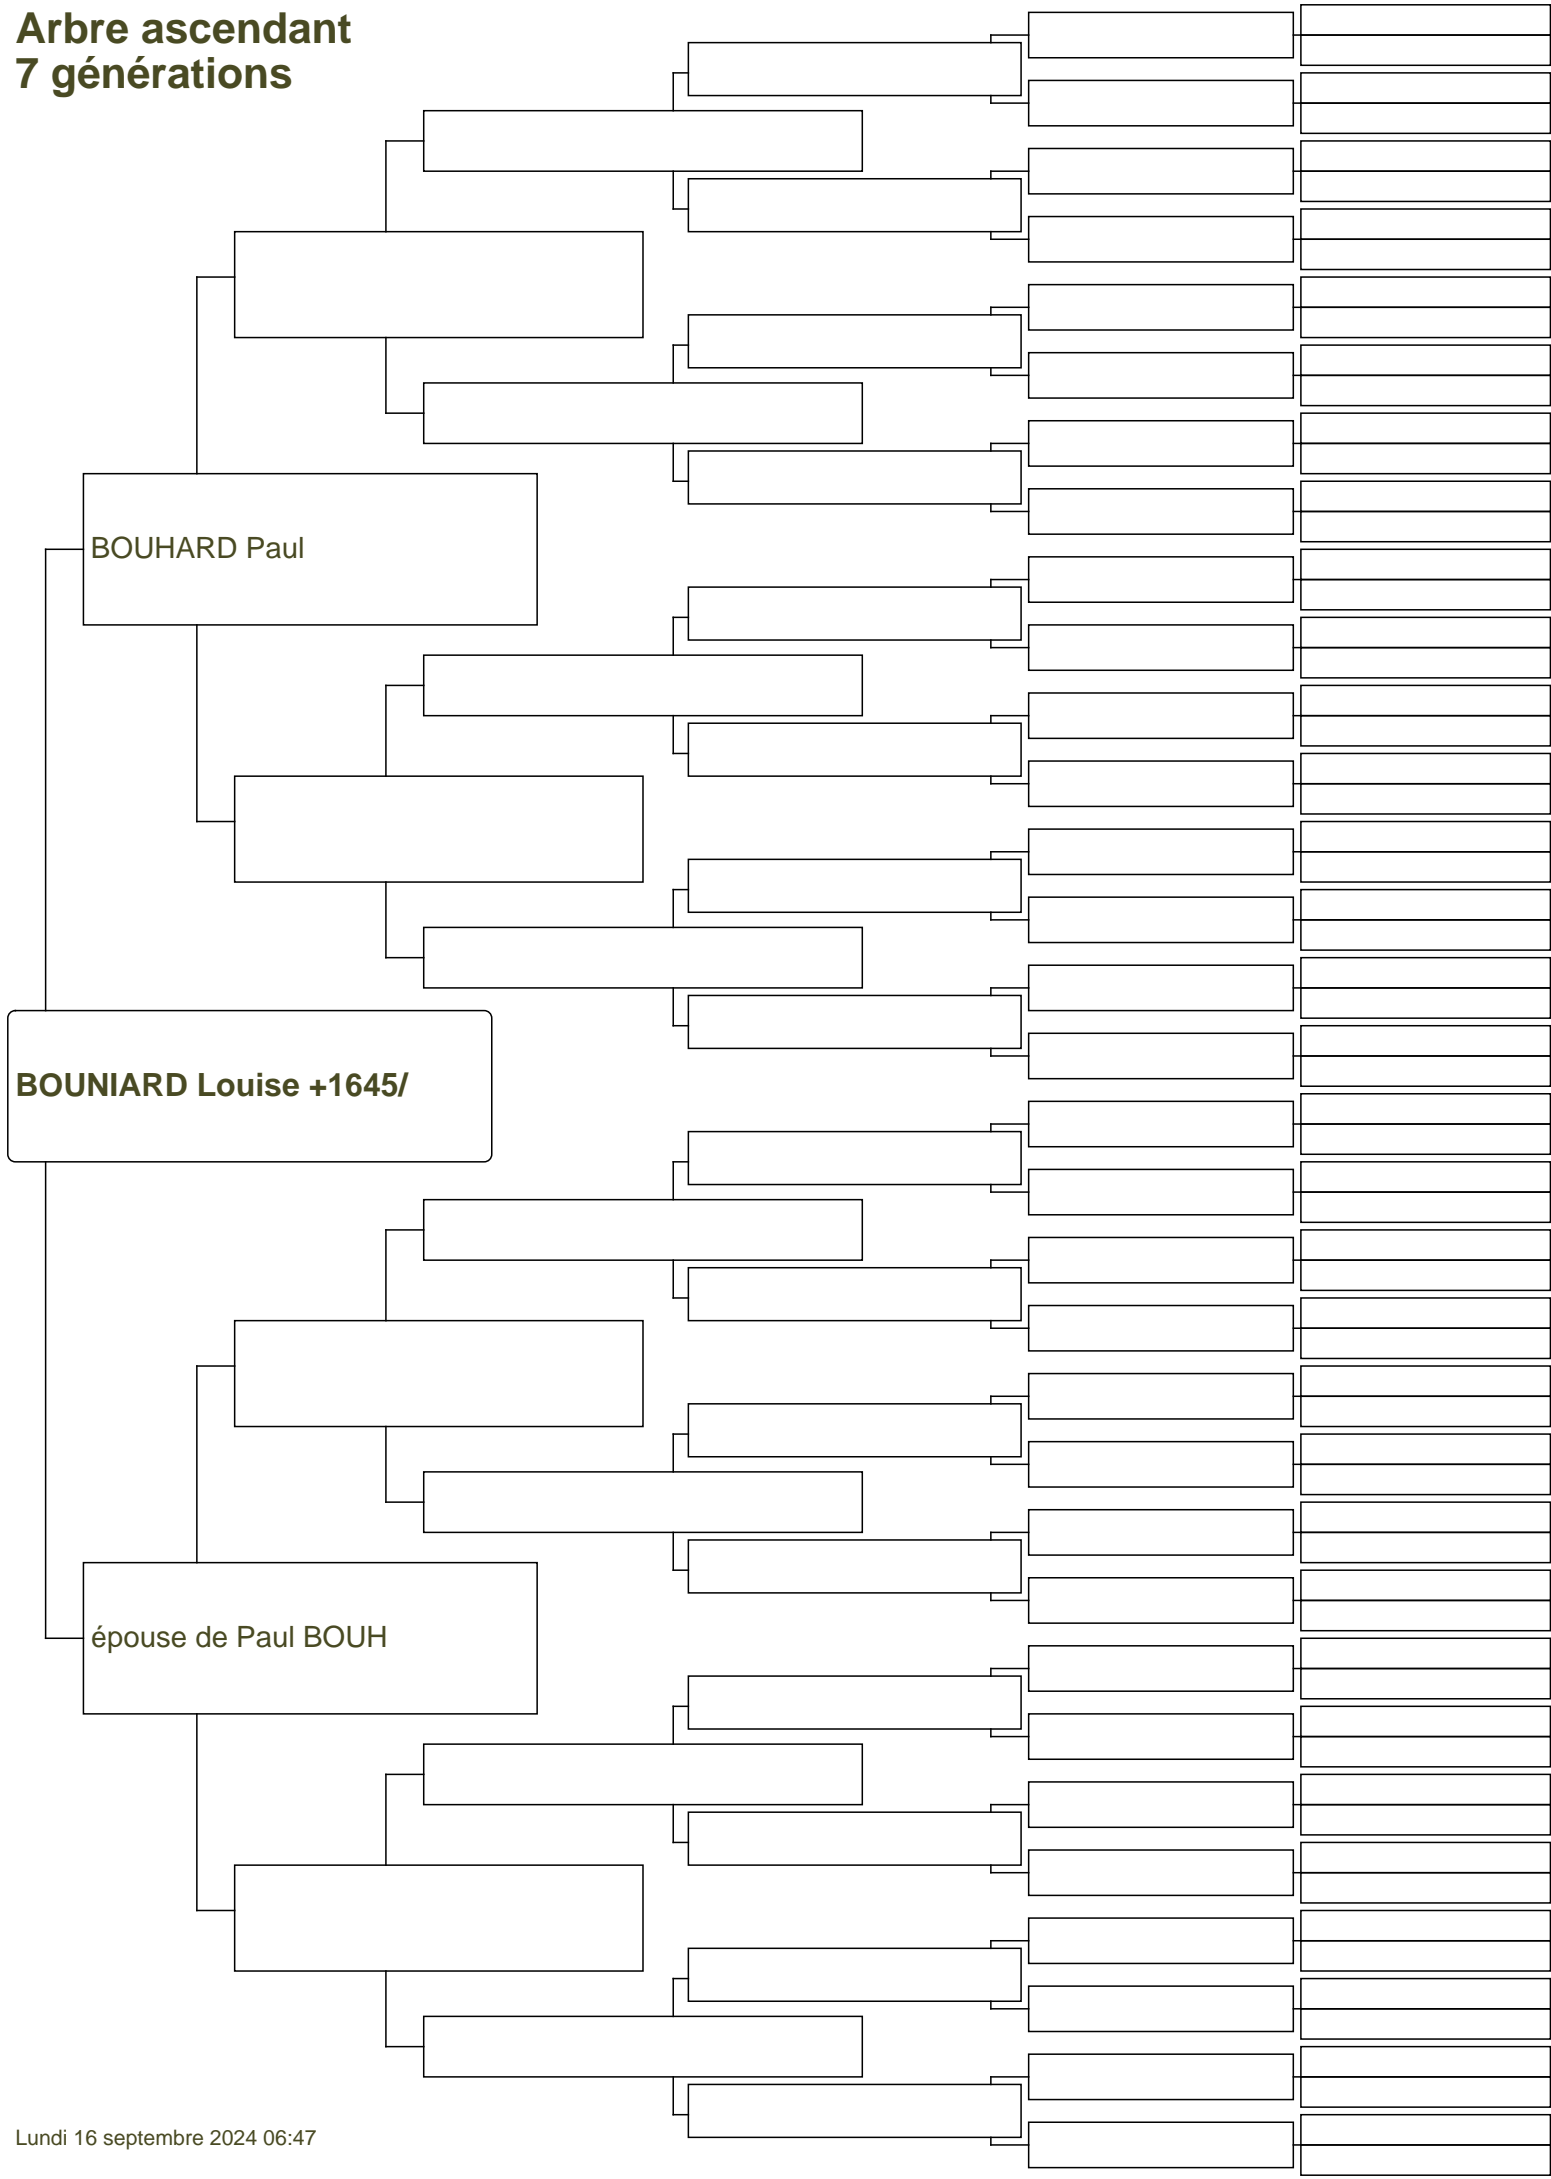 Arbre ascendant
7 générations
BOUHARD Paul
BOUNIARD Louise +1645/
épouse de Paul BOUH
Lundi 16 septembre 2024 06:47